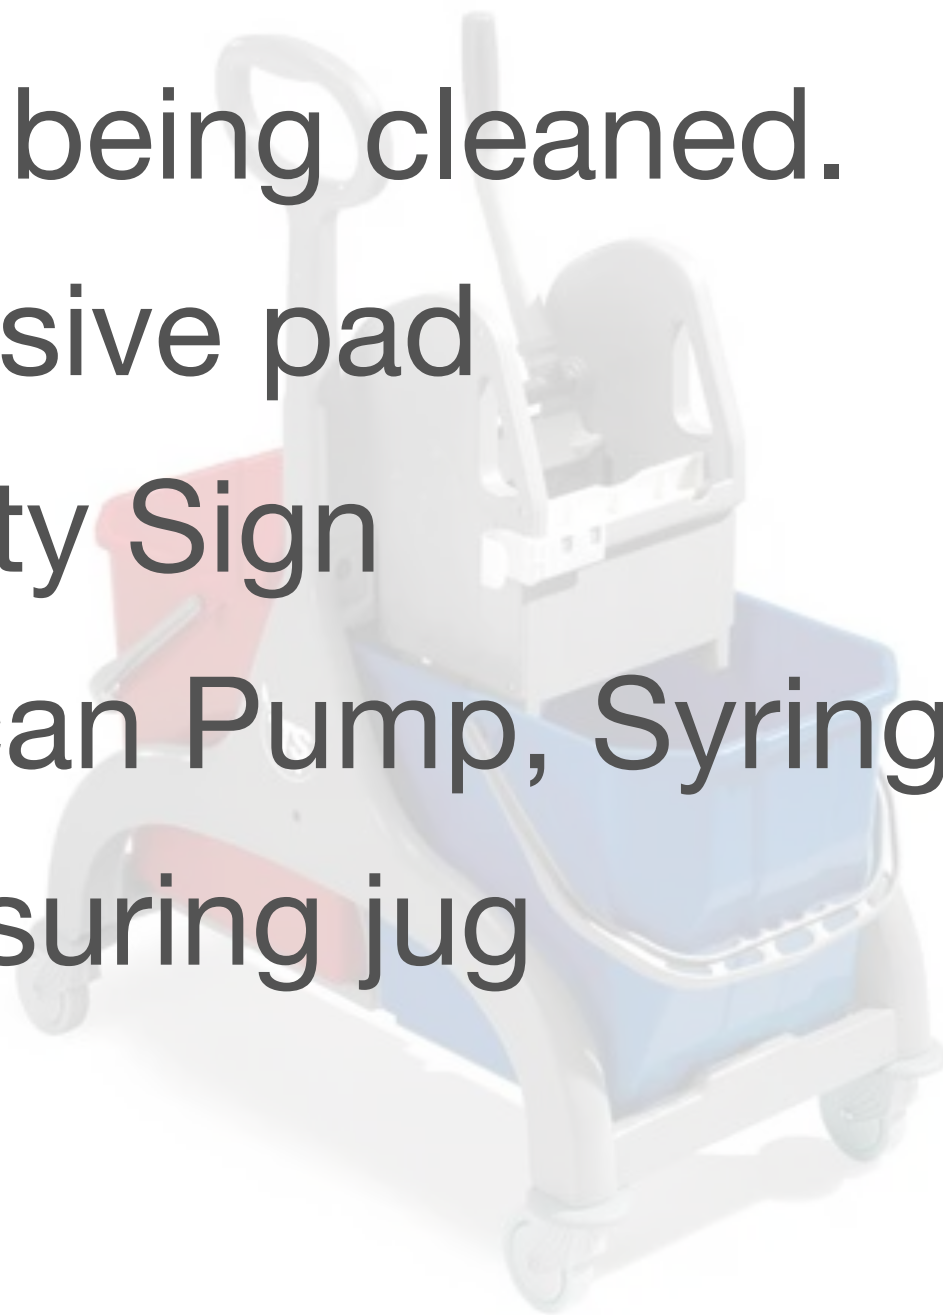 being cleaned.
sive pad
ty Sign
an Pump, Syring
suring jug